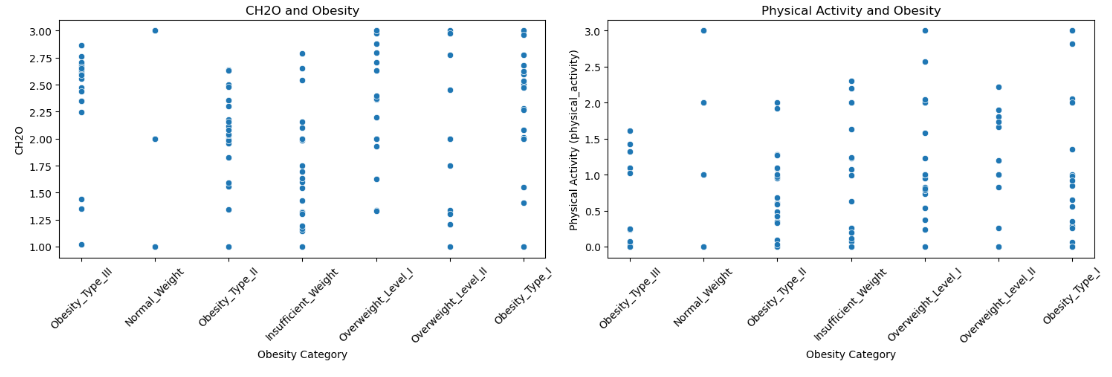 CH2O and Obesity
3.00
2.75
2.50
2.25
2.00
1.75
1.50
1.25
1.00
CH2O
Obesity_Type_III
Normal_Weight
Obesity_Type_II
Insufficient_Weight
Overweight_Level_I
Overweight_Level_II
Obesity_Type_I
Obesity Category
Physical Activity and Obesity
3.0
2.5
2.0
1.5
1.0
0.5
0.0
Physical Activity (physical_activity)
Obesity_Type_III
Normal_Weight
Obesity_Type_II
Insufficient_Weight
Overweight_Level_I
Overweight_Level_II
Obesity_Type_I
Obesity Category